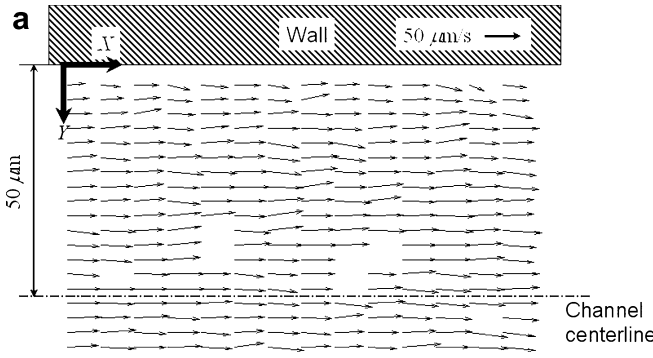 a
X
Wall
50 μm/s
Y
50 μm
Channel
centerline